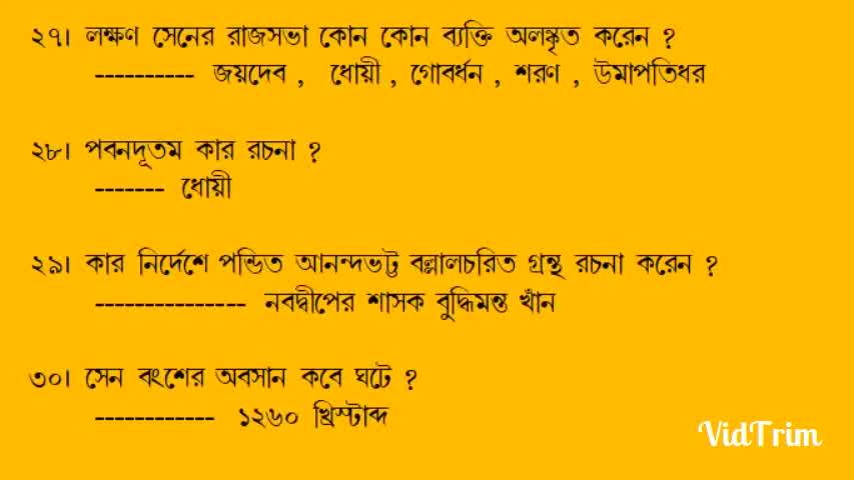 ২৭। লক্ষণ সেনের রাজসভা কোন কোন ব্যক্তি অলঙ্কৃত করেন ?
---------- জয়দেব , ধোয়ী , গোবর্ধন , শরণ , উমাপতিধর
২৮। পবনদূতম কার রচনা ?
------- ধোয়ী
২৯। কার নির্দেশে পন্ডিত আনন্দভট্ট বল্লালচরিত গ্রন্থ রচনা করেন ?
--------------- নবদ্বীপের শাসক বুদ্ধিমন্ত খাঁন
৩০। সেন বংশের অবসান কবে ঘটে ?
------------ ১২৬০ খ্রিস্টাব্দ
VidTrim